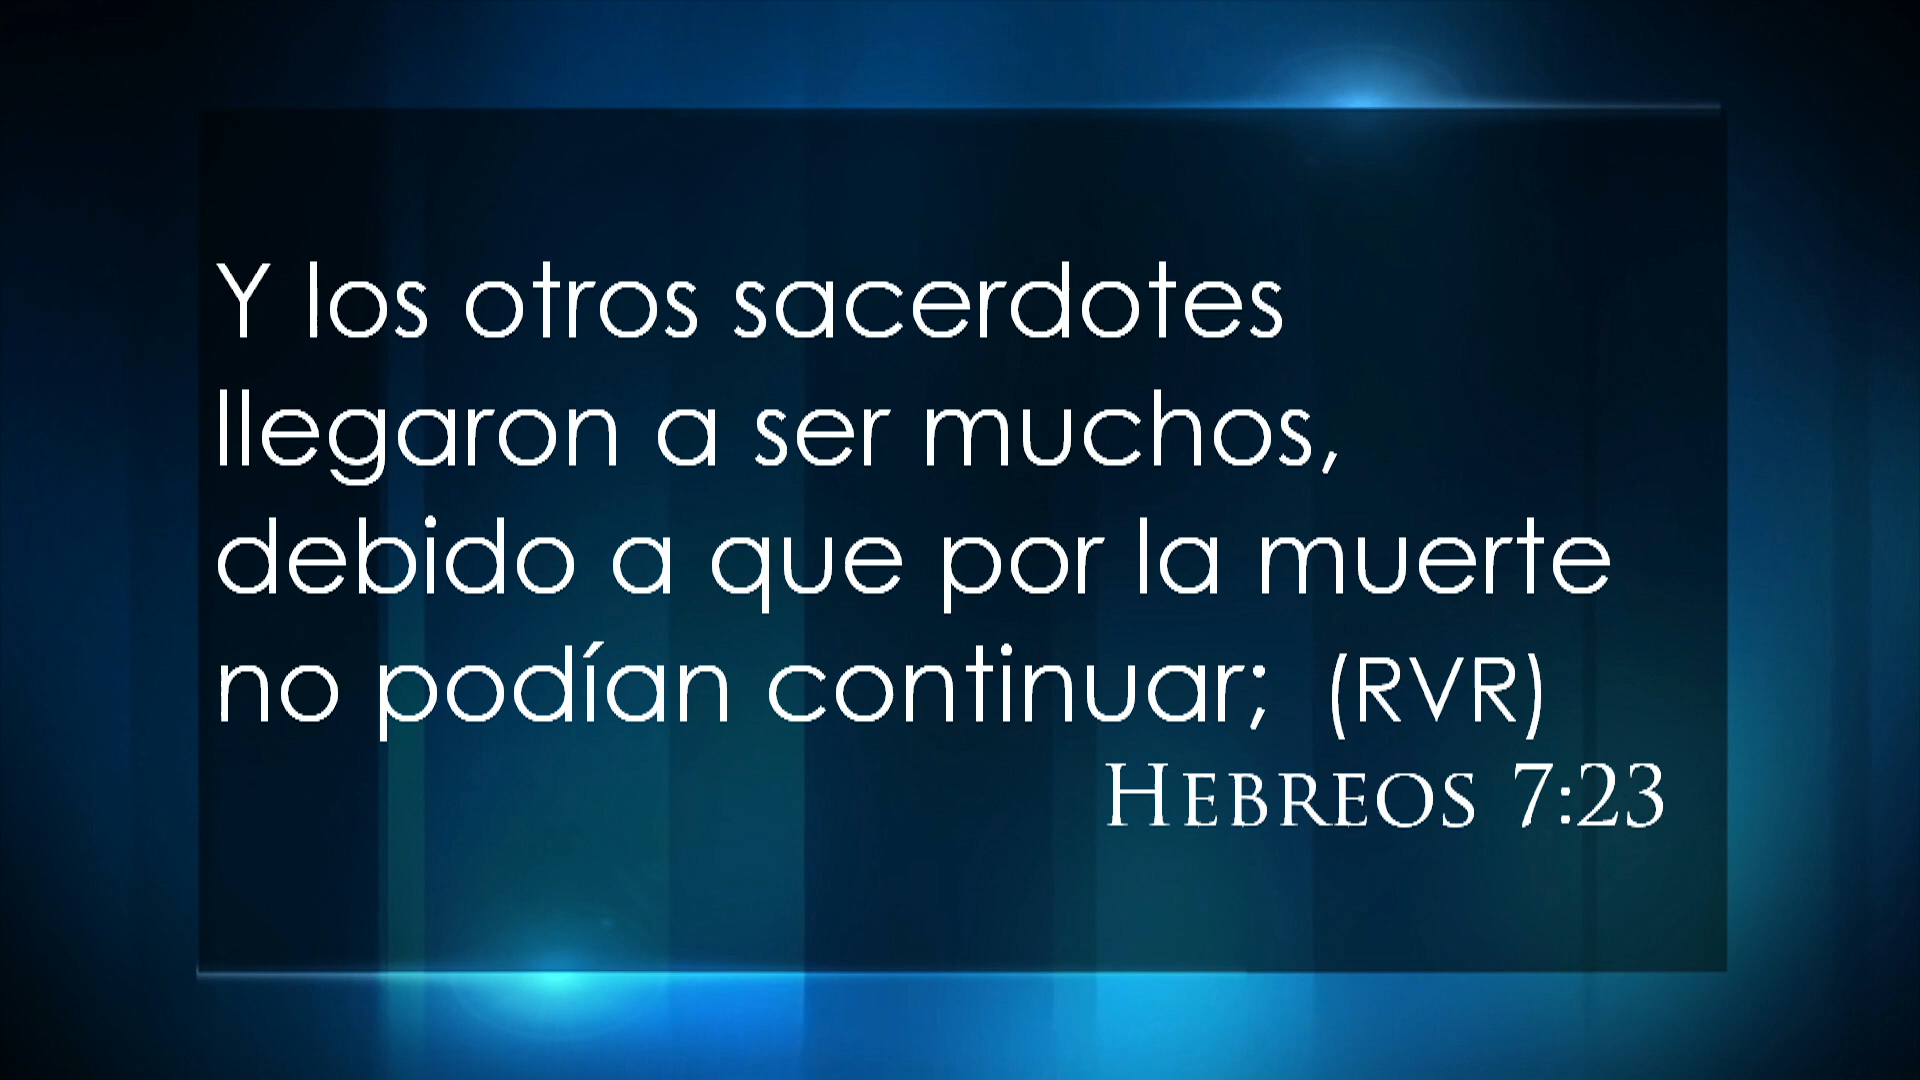 Y los otros sacerdotes
llegaron a ser muchos,
debido a que por la muerte
no podían continuar; (RVR)
HEBREOS 7:23